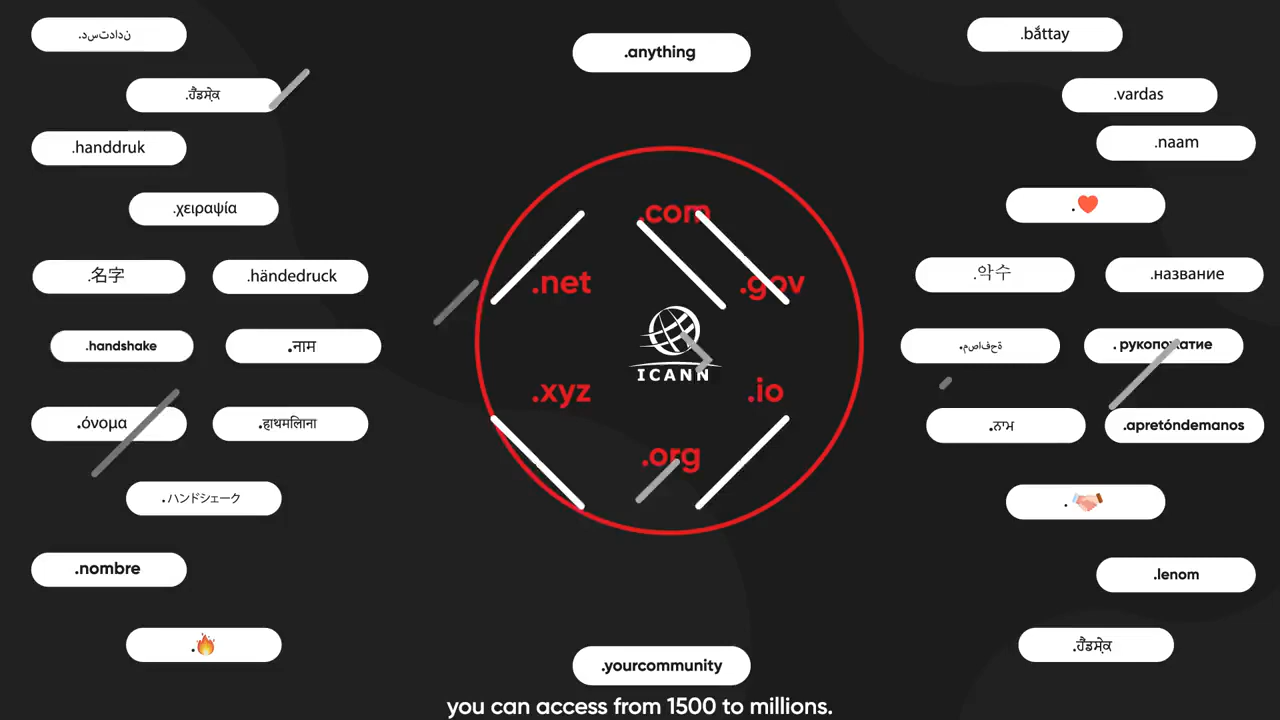 .anything
.دستدادن
.ਹੈਂਡਸ਼ੇਕ
.handdruk
.χειραψία
.名字
.händedruck
.handshake
.नाम
.όνομα
.हाथमिलाना
.ハンドシェーク
.nombre
.🔥
.com
.net
.gov
ICANN
.xyz
.io
.org
.bắttay
.vardas
.naam
.❤️
.악수
.название
.مصافحة
.рукопожатие
.ਨਾਮ
.apretóndemanos
.🤝
.lenom
.ਹੈਂਡਸ਼ੇਕ
.yourcommunity
you can access from 1500 to millions.